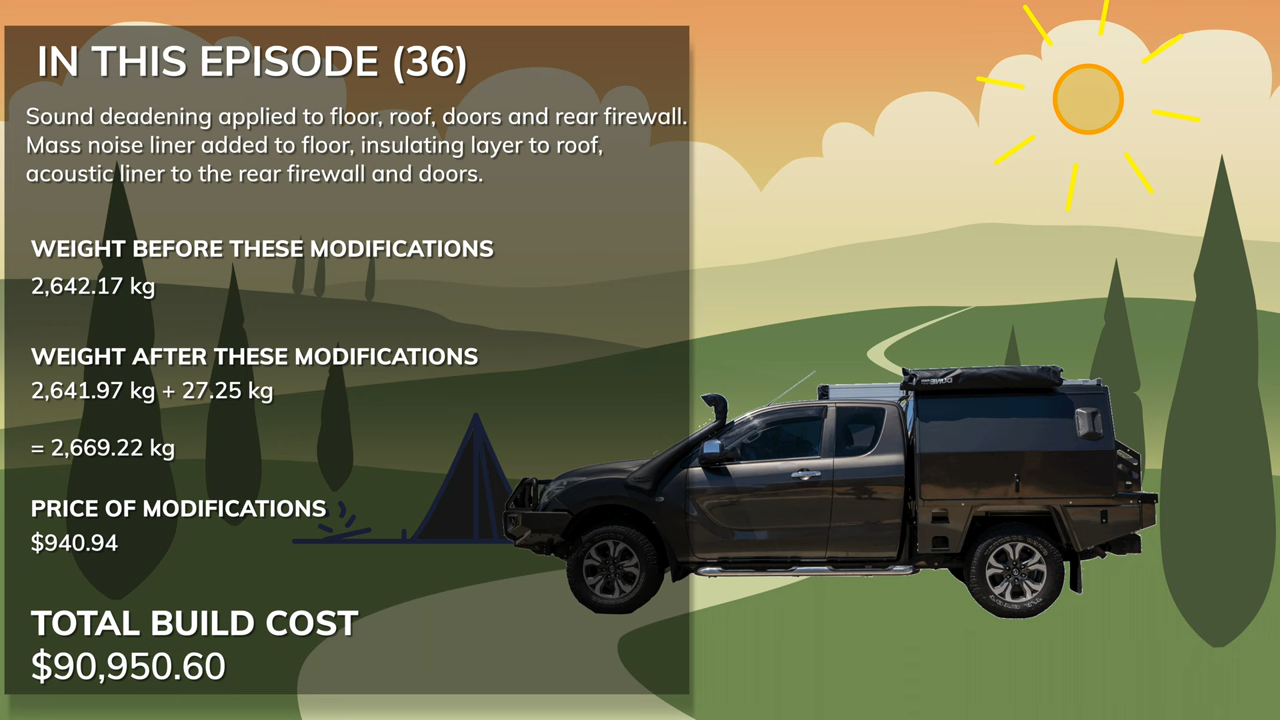 IN THIS EPISODE (36)
Sound deadening applied to floor, roof, doors and rear firewall.
Mass noise liner added to floor, insulating layer to roof,
acoustic liner to the rear firewall and doors.
WEIGHT BEFORE THESE MODIFICATIONS
2,642.17 kg
WEIGHT AFTER THESE MODIFICATIONS
2,641.97 kg + 27.25 kg
= 2,669.22 kg
PRICE OF MODIFICATIONS
$940.94
TOTAL BUILD COST
$90,950.60